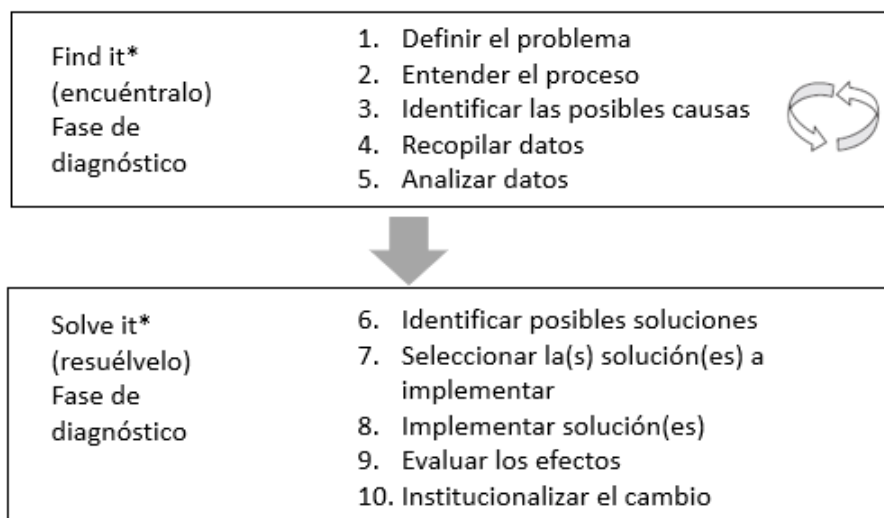 Find it*
(encuéntralo)
Fase de
diagnóstico
1. Definir el problema
2. Entender el proceso
3. Identificar las posibles causas
4. Recopilar datos
5. Analizar datos
Solve it*
(resuélvelo)
Fase de
diagnóstico
6. Identificar posibles soluciones
7. Seleccionar la(s) solución(es) a
implementar
8. Implementar solución(es)
9. Evaluar los efectos
10. Institucionalizar el cambio